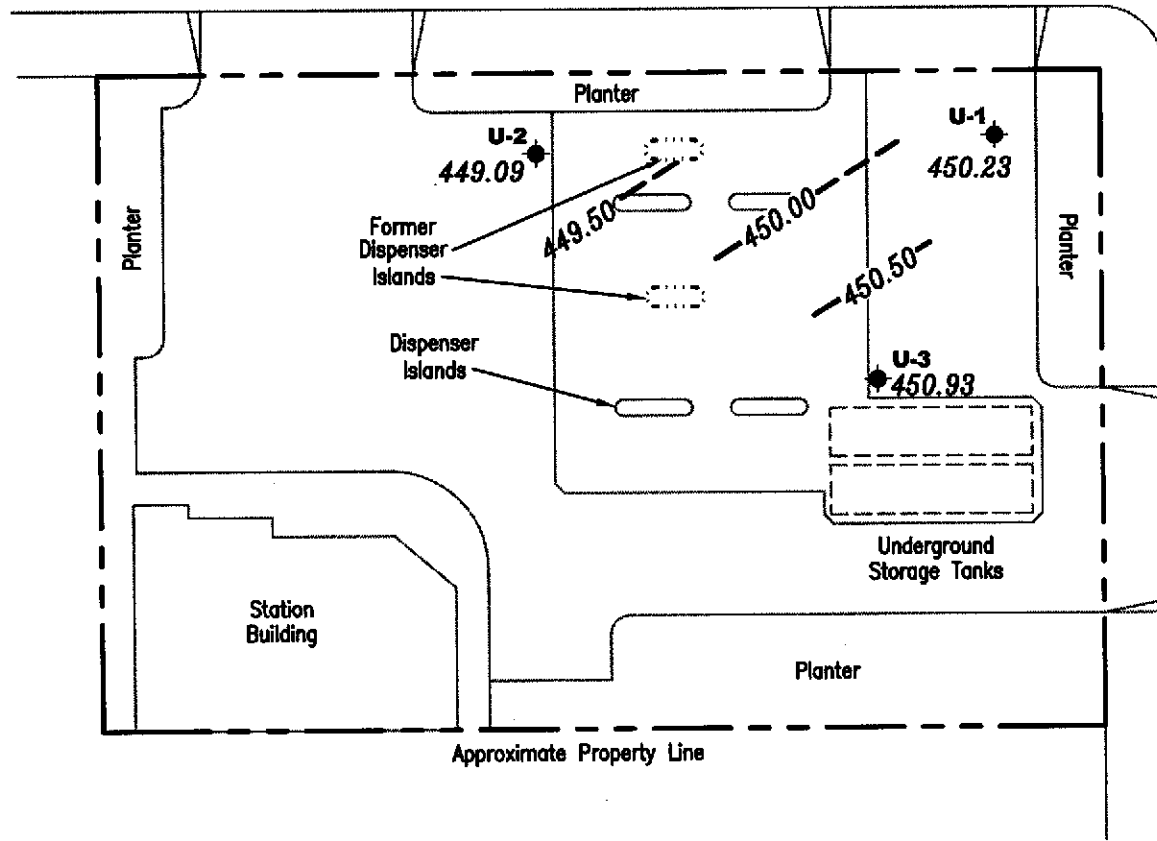 Planter
U-1
450.23
U-2
449.09
Planter
Former
Dispenser
Islands
449.50
450.00
450.50
Planter
Dispenser
Islands
U-3
450.93
Underground
Storage Tanks
Station
Building
Planter
Approximate Property Line